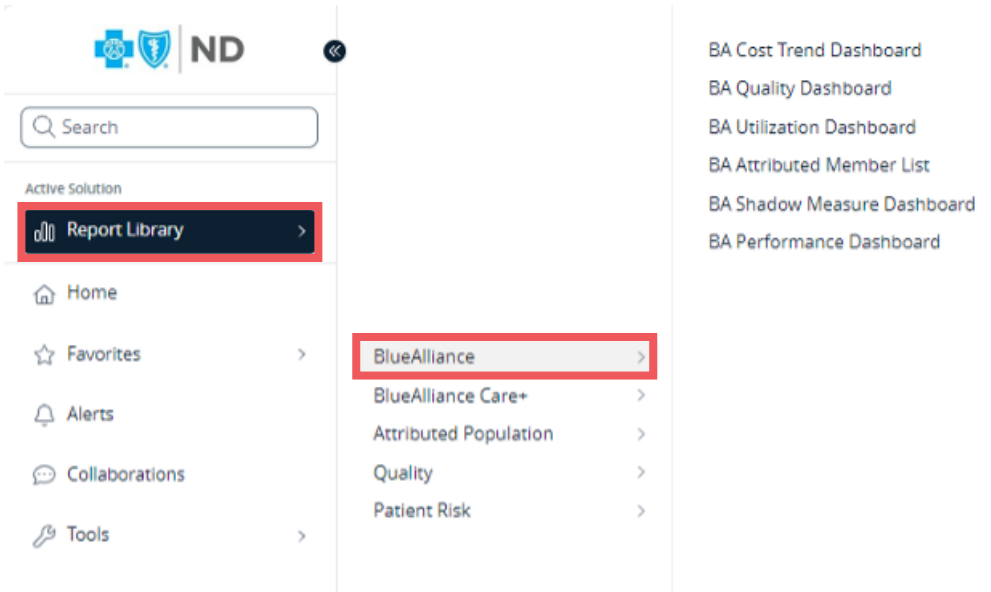 ND
Search
Active Solution
Report Library
Home
Favorites
Alerts
Collaborations
Tools
BlueAlliance
BlueAlliance Care+
Attributed Population
Quality
Patient Risk
BA Cost Trend Dashboard
BA Quality Dashboard
BA Utilization Dashboard
BA Attributed Member List
BA Shadow Measure Dashboard
BA Performance Dashboard